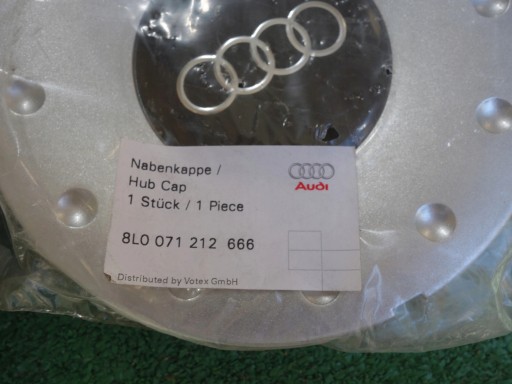 Nabenkappe /
Hub Cap
1 Stück / 1 Piece
8L0 071 212 666
Distributed by Votex GmbH
Audi